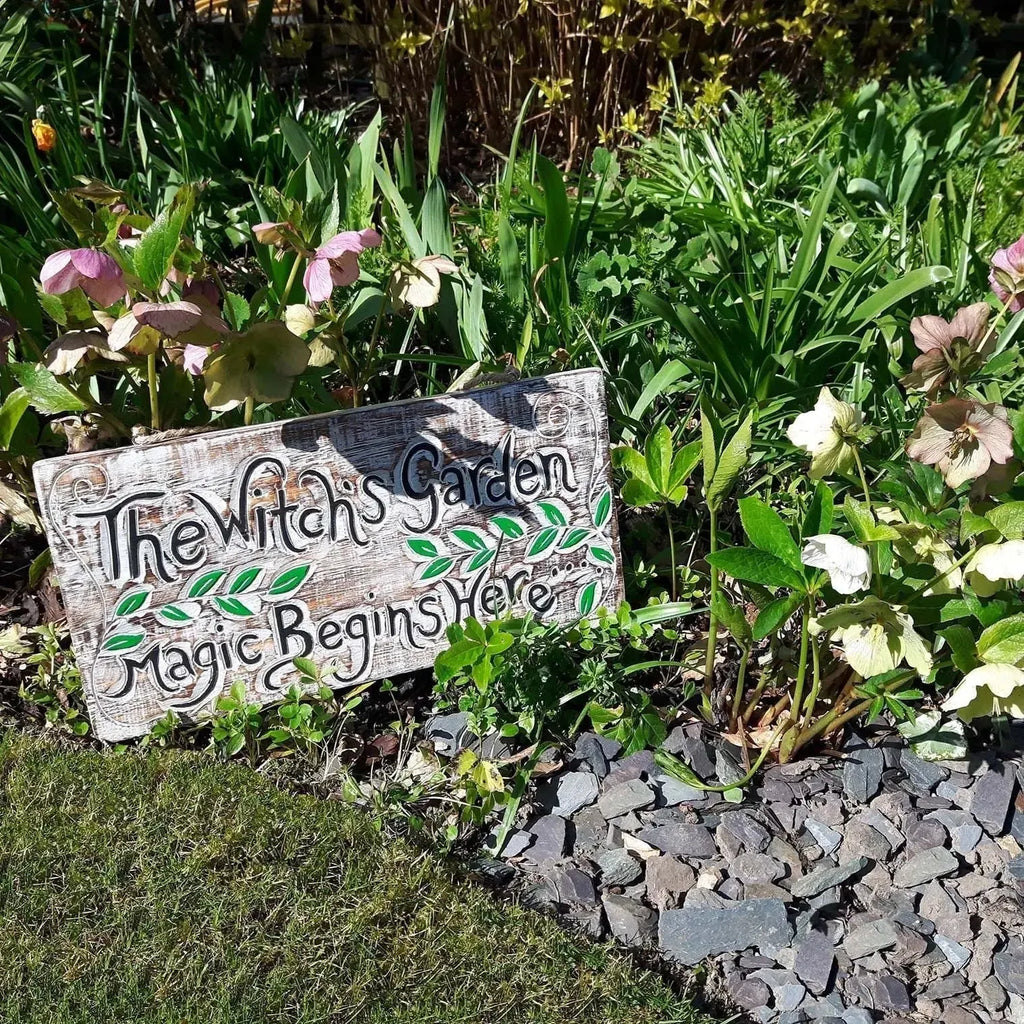 The Witch's Garden
Magic Begins Here...